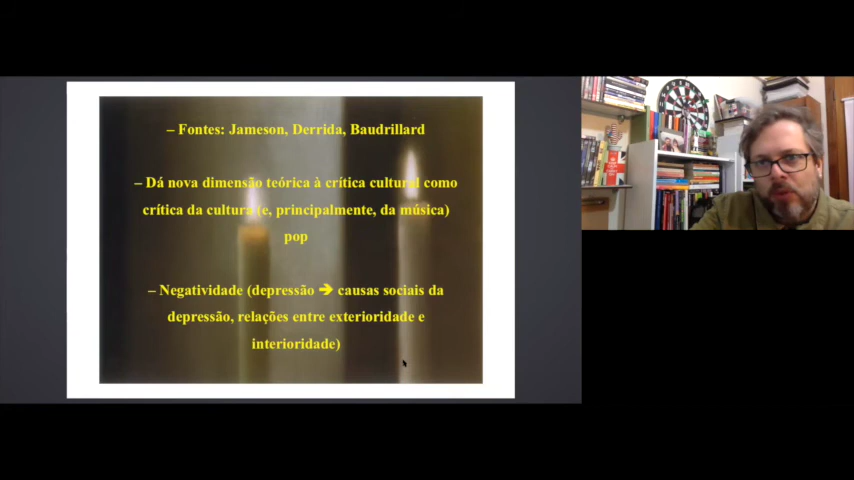 – Fontes: Jameson, Derrida, Baudrillard
– Dá nova dimensão teórica à crítica cultural como
crítica da cultura (e, principalmente, da música)
pop
– Negatividade (depressão ➔ causas sociais da
depressão, relações entre exterioridade e
interioridade)